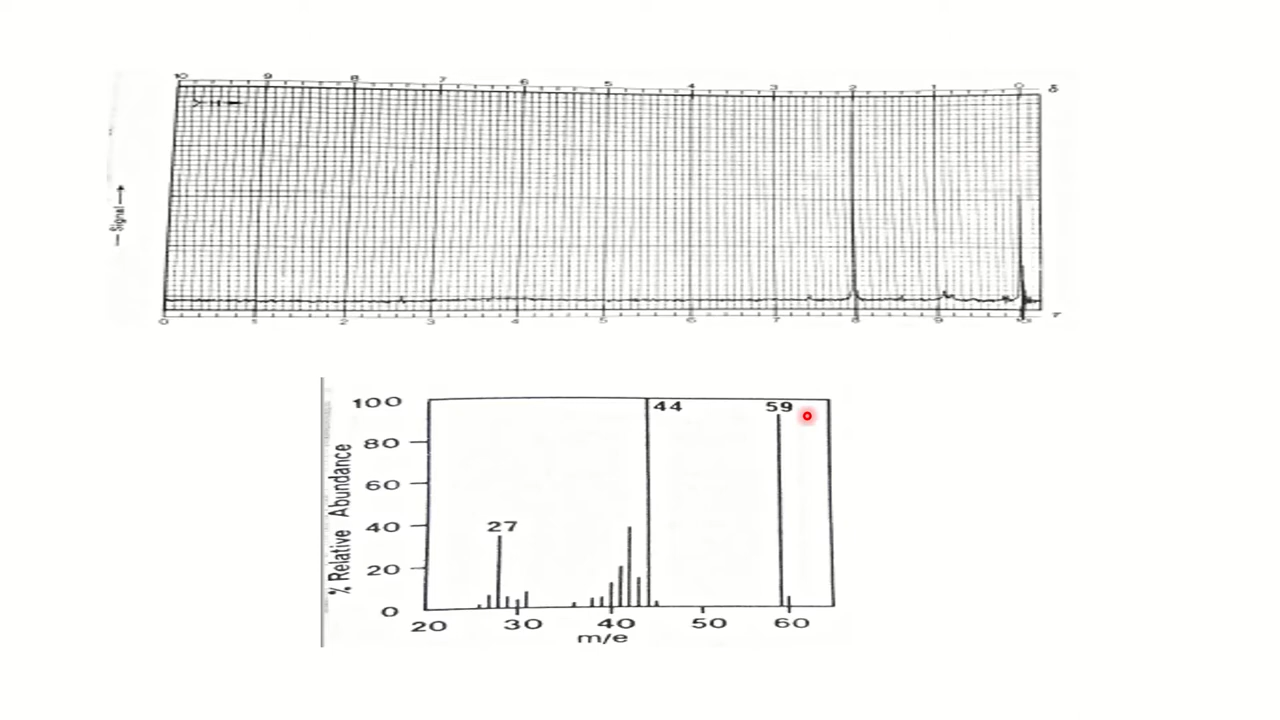 10 9 8 7 6 5 4 3 2 1 0 δ
>H
Signal
0 1 2 3 4 5 6 7 8 9 10 τ
100 44 59
80
60
40 27
20
0
20 30 40 50 60
m/e
% Relative Abundance